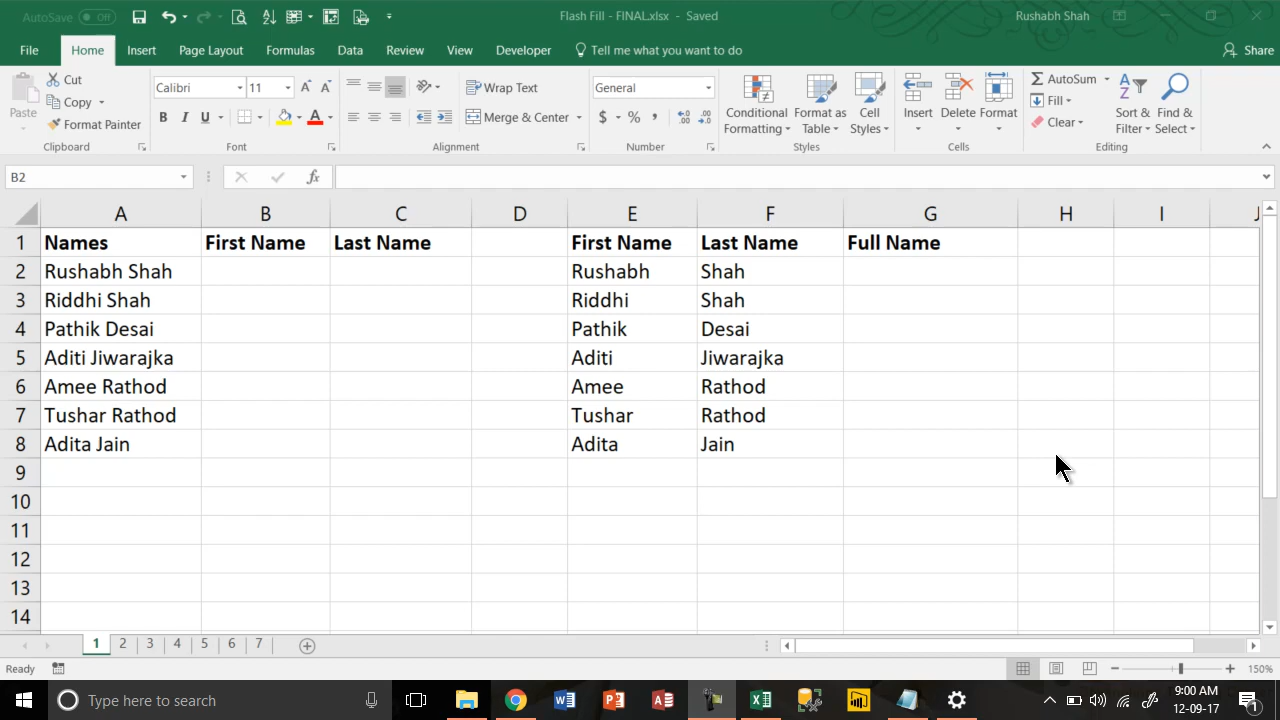 AutoSave Off Flash Fill - FINAL.xlsx - Saved Rushabh Shah
File Home Insert Page Layout Formulas Data Review View Developer Tell me what you want to do Share
Paste Cut Copy Format Painter Clipboard
Calibri 11 A A B I U A Font
Wrap Text Merge & Center Alignment
General $ % , Number
Conditional Formatting Format as Table Cell Styles Styles
Insert Delete Format Cells
AutoSum Fill Clear Sort & Filter Find & Select Editing
B2 fx
A B C D E F G H I J
1 Names First Name Last Name First Name Last Name Full Name
2 Rushabh Shah Rushabh Shah
3 Riddhi Shah Riddhi Shah
4 Pathik Desai Pathik Desai
5 Aditi Jiwarajka Aditi Jiwarajka
6 Amee Rathod Amee Rathod
7 Tushar Rathod Tushar Rathod
8 Adita Jain Adita Jain
9
10
11
12
13
14
1 2 3 4 5 6 7
Ready 150%
Type here to search 9:00 AM
12-09-17